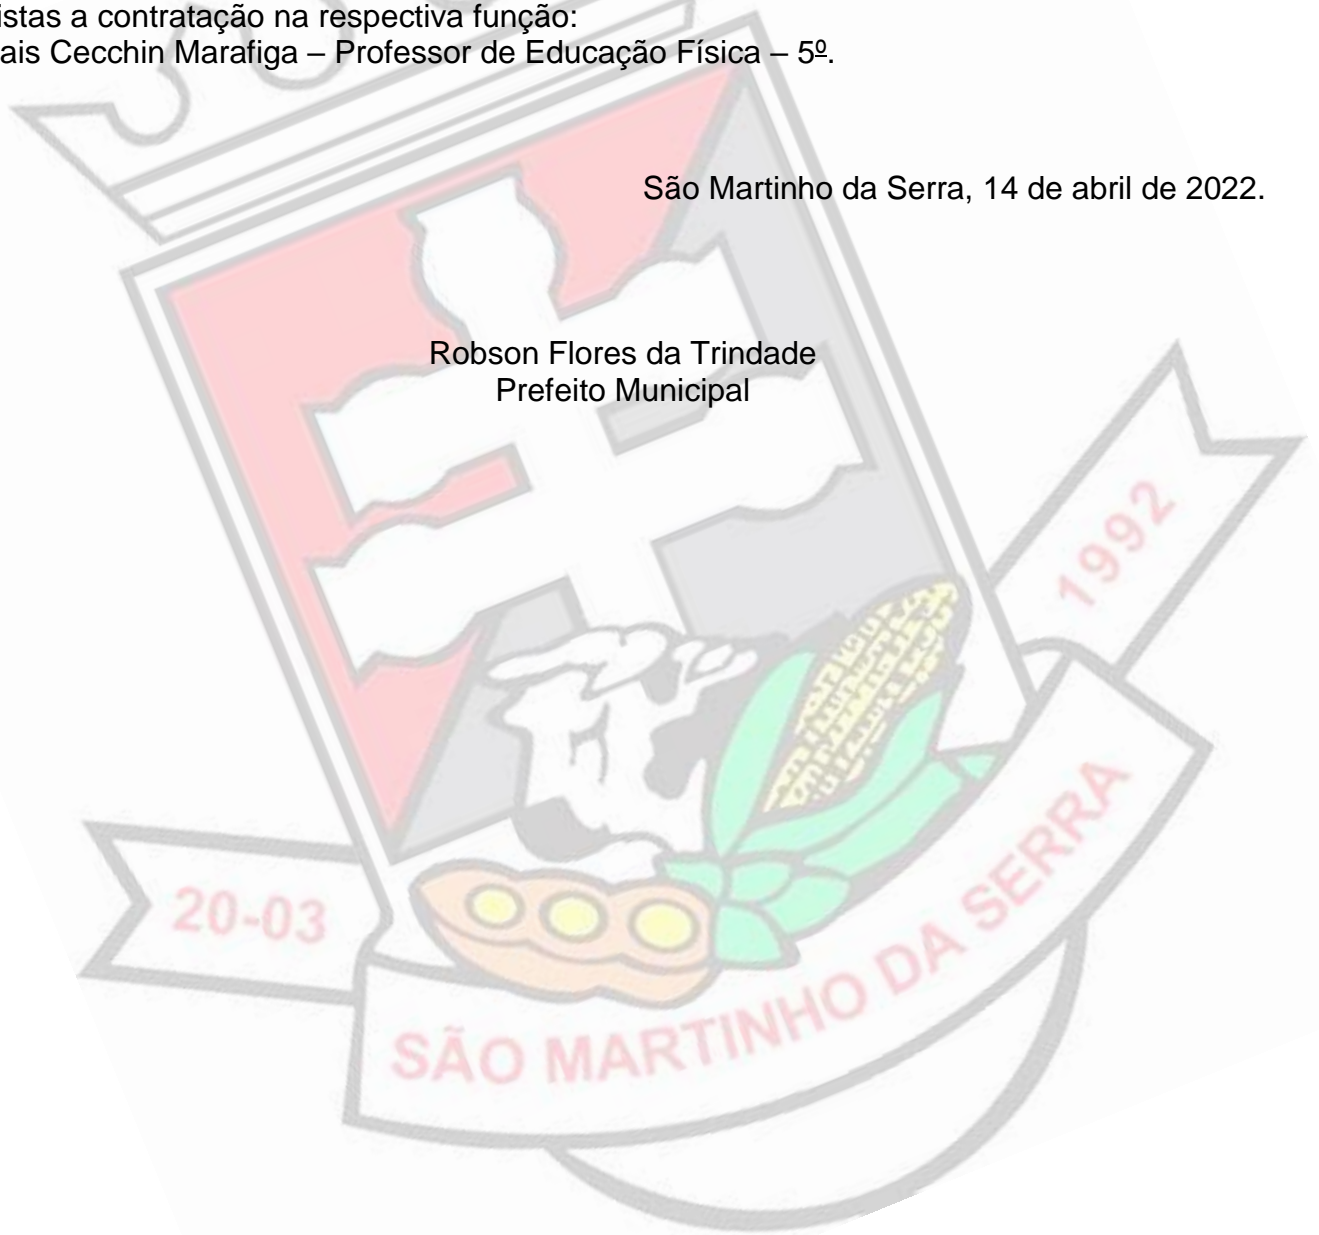 istas a contratação na respectiva função:
ais Cecchin Marafiga – Professor de Educação Física – 5º.
São Martinho da Serra, 14 de abril de 2022.
Robson Flores da Trindade
Prefeito Municipal
1992
20-03
SÃO MARTINHO DA SERRA